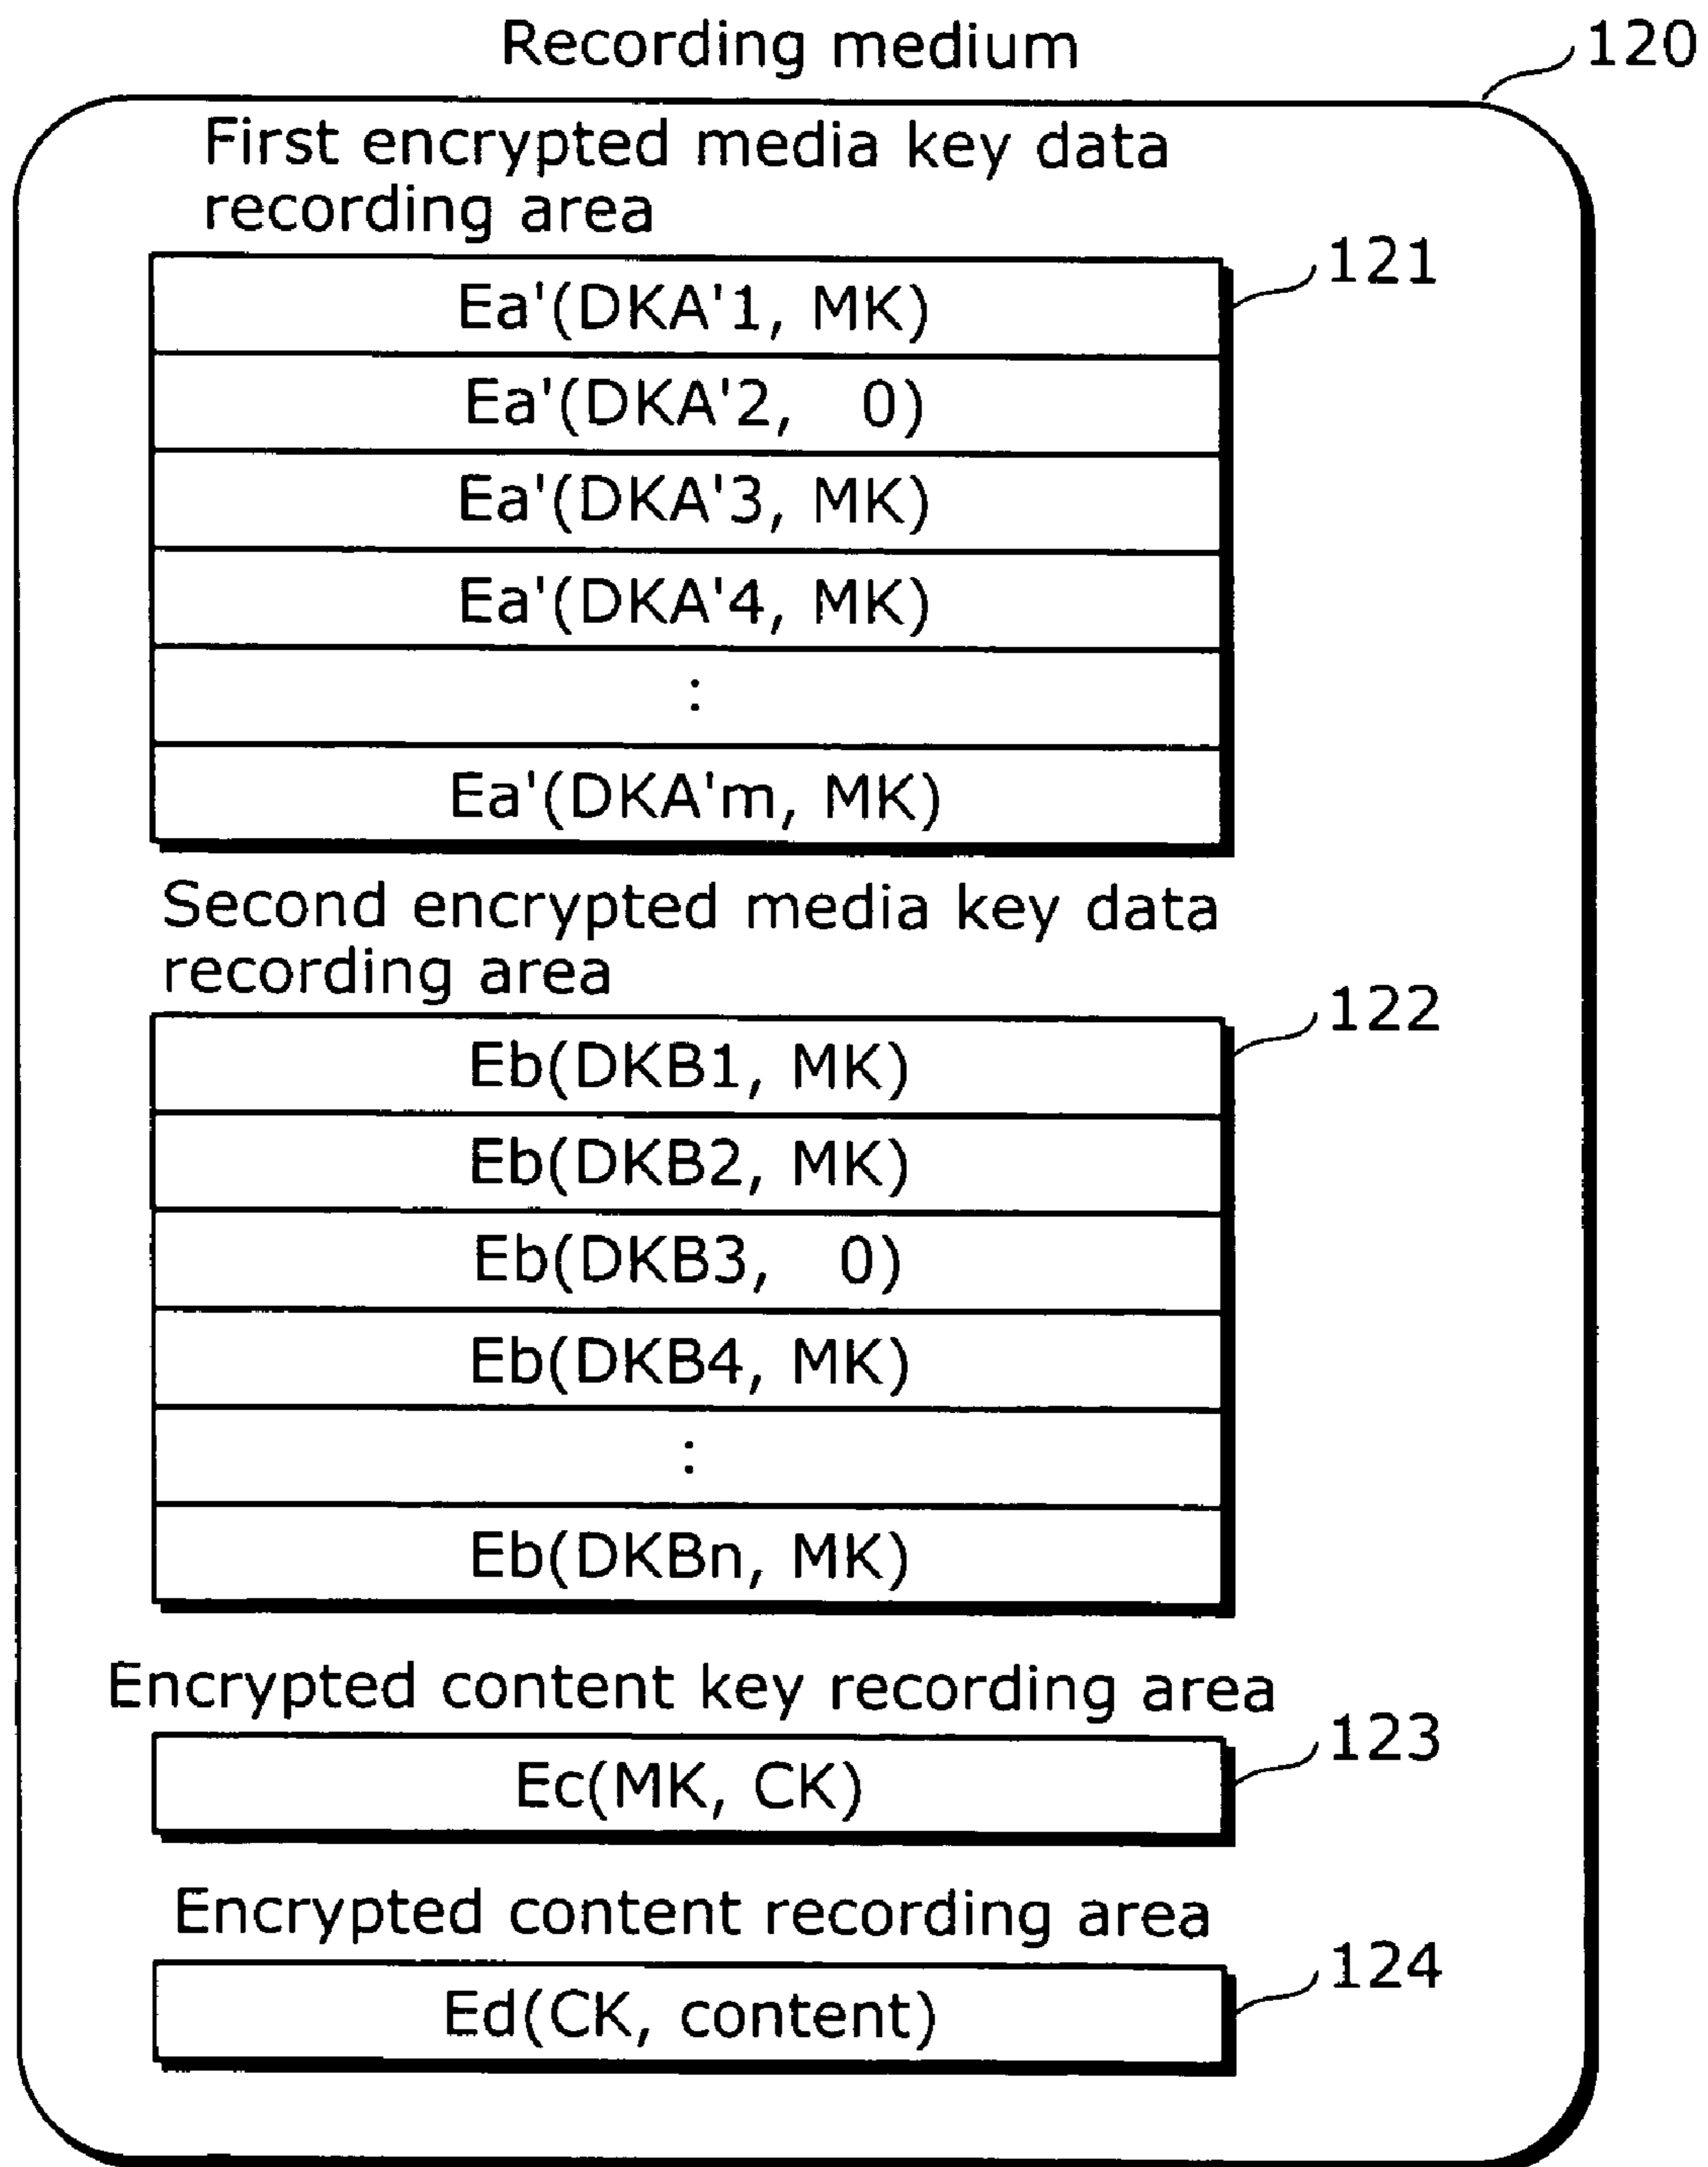 Recording medium
120
First encrypted media key data
recording area
121
Ea'(DKA'1, MK)
Ea'(DKA'2, 0)
Ea'(DKA'3, MK)
Ea'(DKA'4, MK)
:
Ea'(DKA'm, MK)
Second encrypted media key data
recording area
122
Eb(DKB1, MK)
Eb(DKB2, MK)
Eb(DKB3, 0)
Eb(DKB4, MK)
:
Eb(DKBn, MK)
Encrypted content key recording area
123
Ec(MK, CK)
Encrypted content recording area
124
Ed(CK, content)